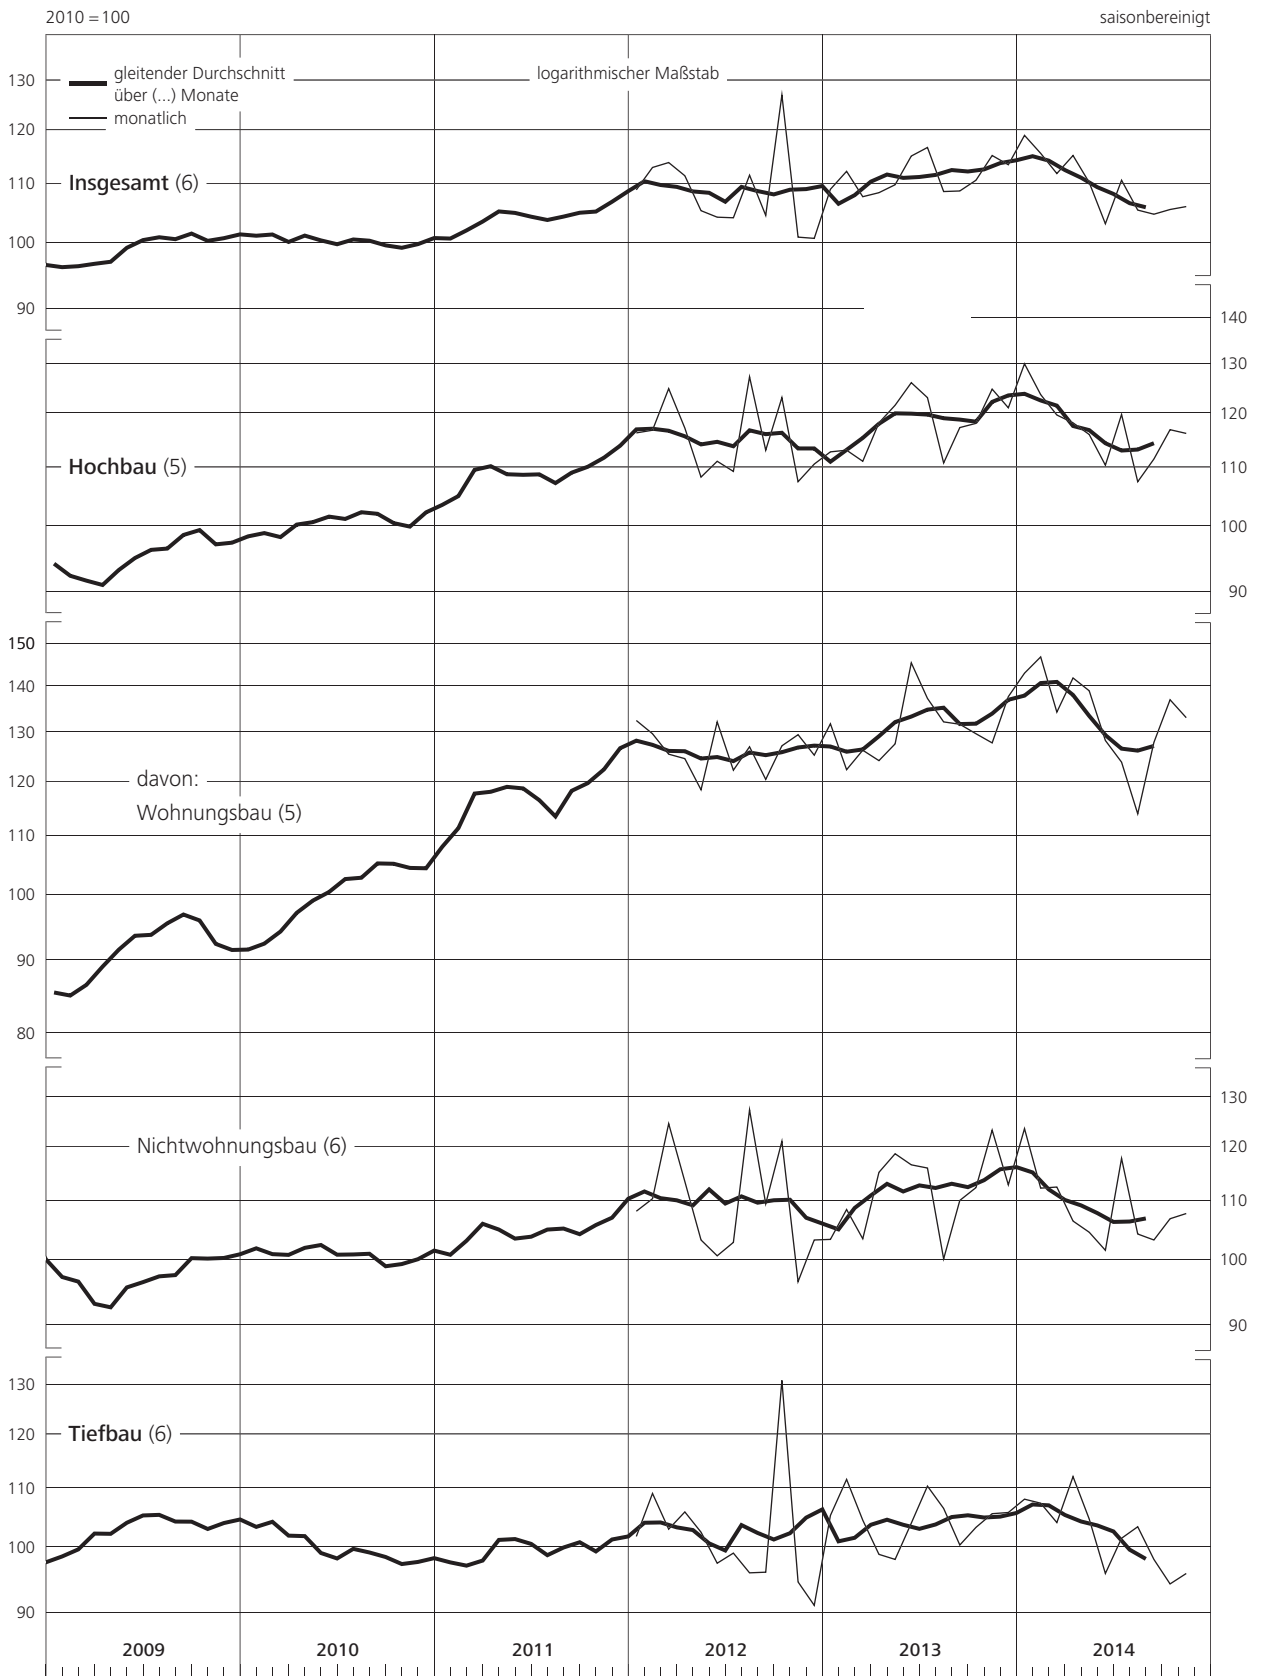 2010 = 100
saisonbereinigt
gleitender Durchschnitt
über (...) Monate
monatlich
logarithmischer Maßstab
130
120
Insgesamt (6)
110
100
90
140
130
120
Hochbau (5)
110
100
90
150
140
130
120
davon:
Wohnungsbau (5)
110
100
90
80
130
Nichtwohnungsbau (6)
120
110
100
90
130
120
Tiefbau (6)
110
100
90
2009 2010 2011 2012 2013 2014